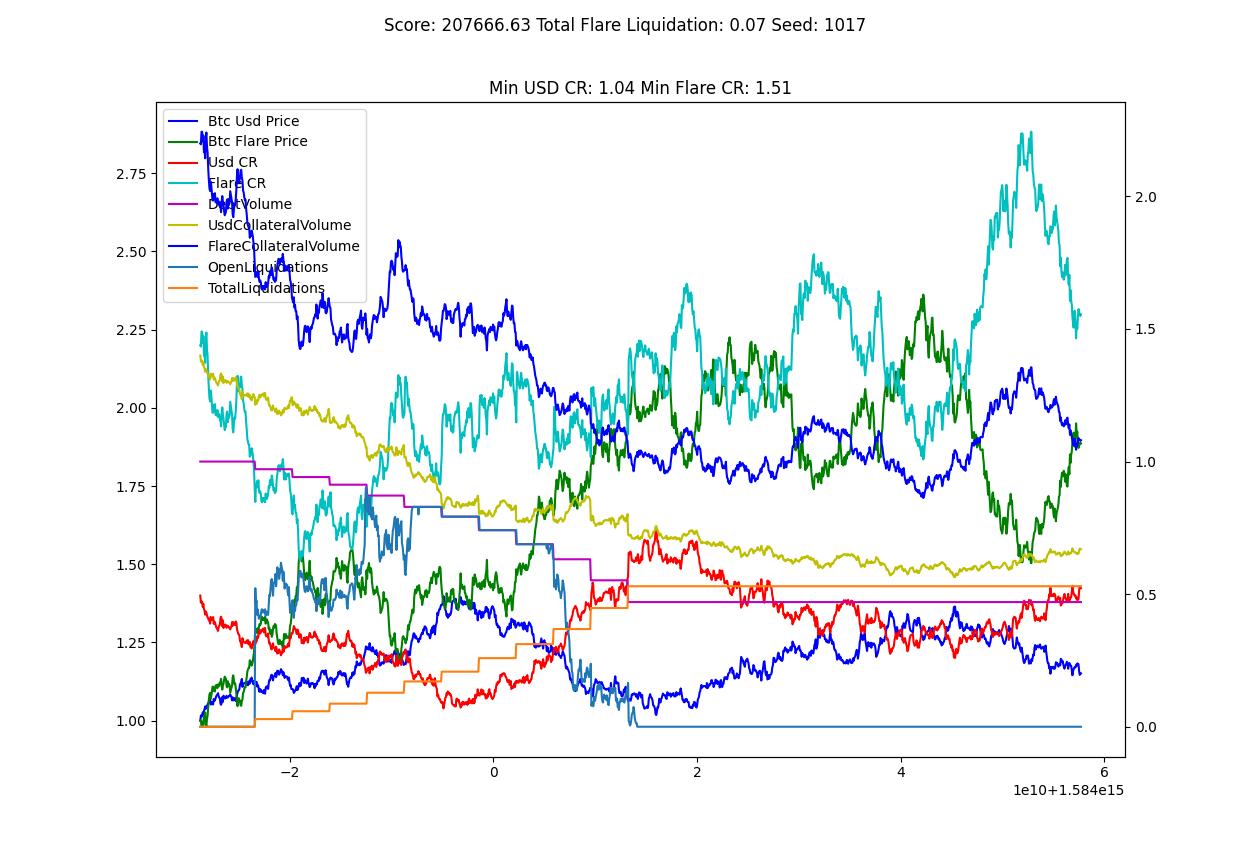 Score: 207666.63 Total Flare Liquidation: 0.07 Seed: 1017
Min USD CR: 1.04 Min Flare CR: 1.51
Btc Usd Price
Btc Flare Price
Usd CR
Flare CR
DebtVolume
UsdCollateralVolume
FlareCollateralVolume
OpenLiquidations
TotalLiquidations
2.75
2.50
2.25
2.00
1.75
1.50
1.25
1.00
2.0
1.5
1.0
0.5
0.0
−2
0
2
4
6
1e10+1.584e15